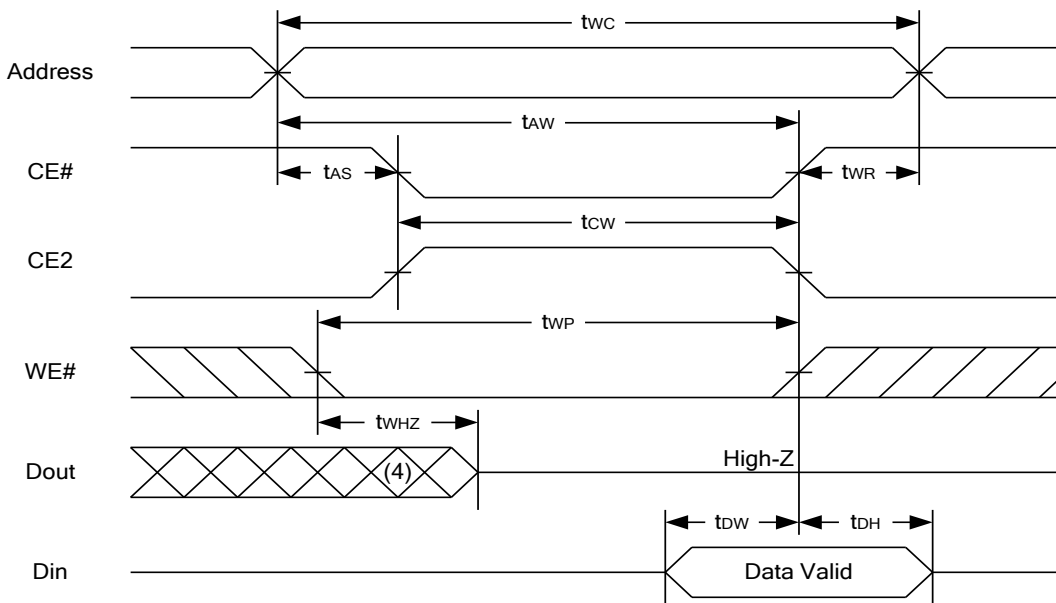 tWC
Address
tAW
CE#
tAS
tWR
tCW
CE2
tWP
WE#
tWHZ
Dout
(4)
High-Z
tDW
tDH
Din
Data Valid